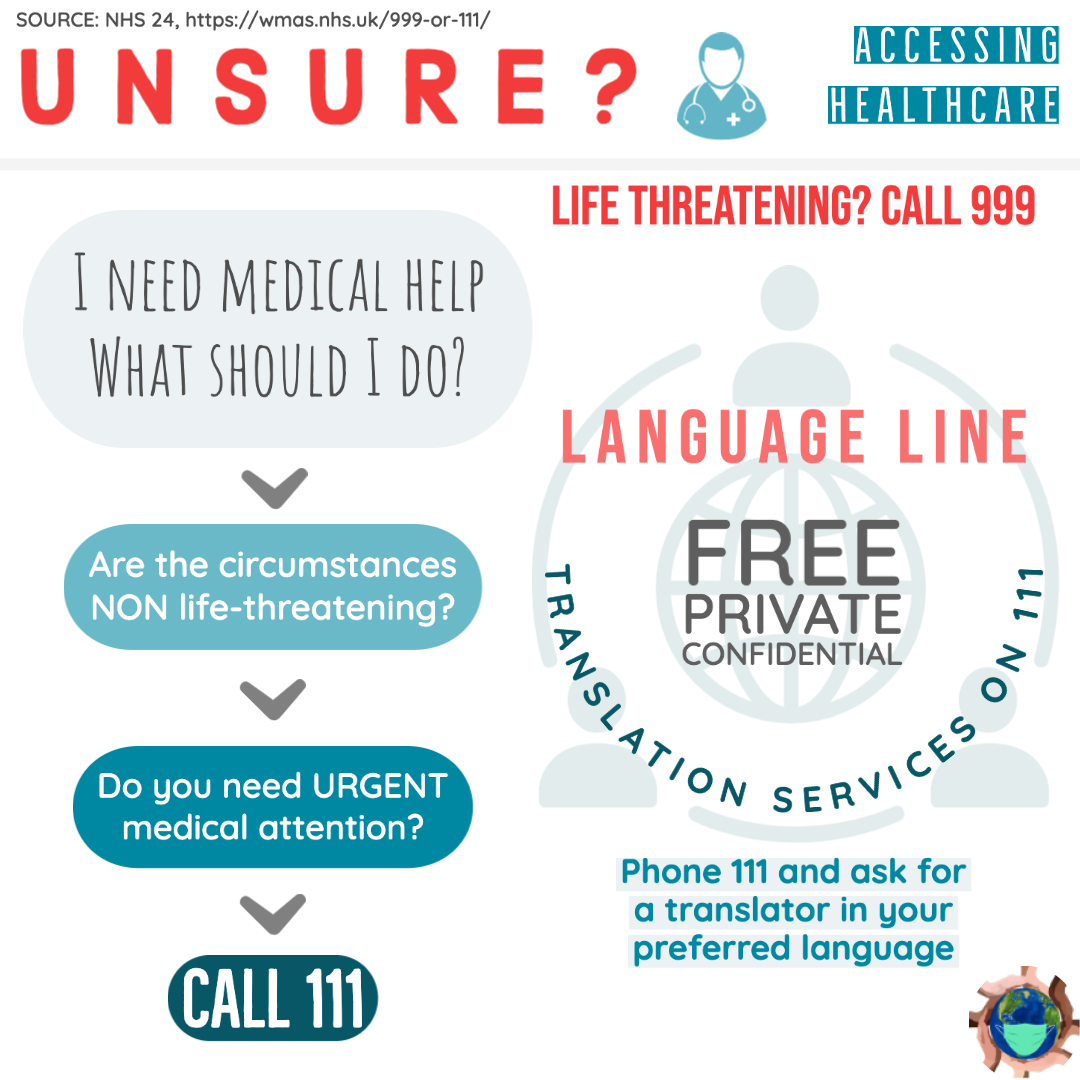 SOURCE: NHS 24, https://wmas.nhs.uk/999-or-111/
UNSURE?
ACCESSING
HEALTHCARE
I NEED MEDICAL HELP
WHAT SHOULD I DO?
Are the circumstances
NON life-threatening?
Do you need URGENT
medical attention?
CALL 111
LIFE THREATENING? CALL 999
LANGUAGE LINE
FREE
PRIVATE
CONFIDENTIAL
TRANSLATION SERVICES ON 111
Phone 111 and ask for
a translator in your
preferred language